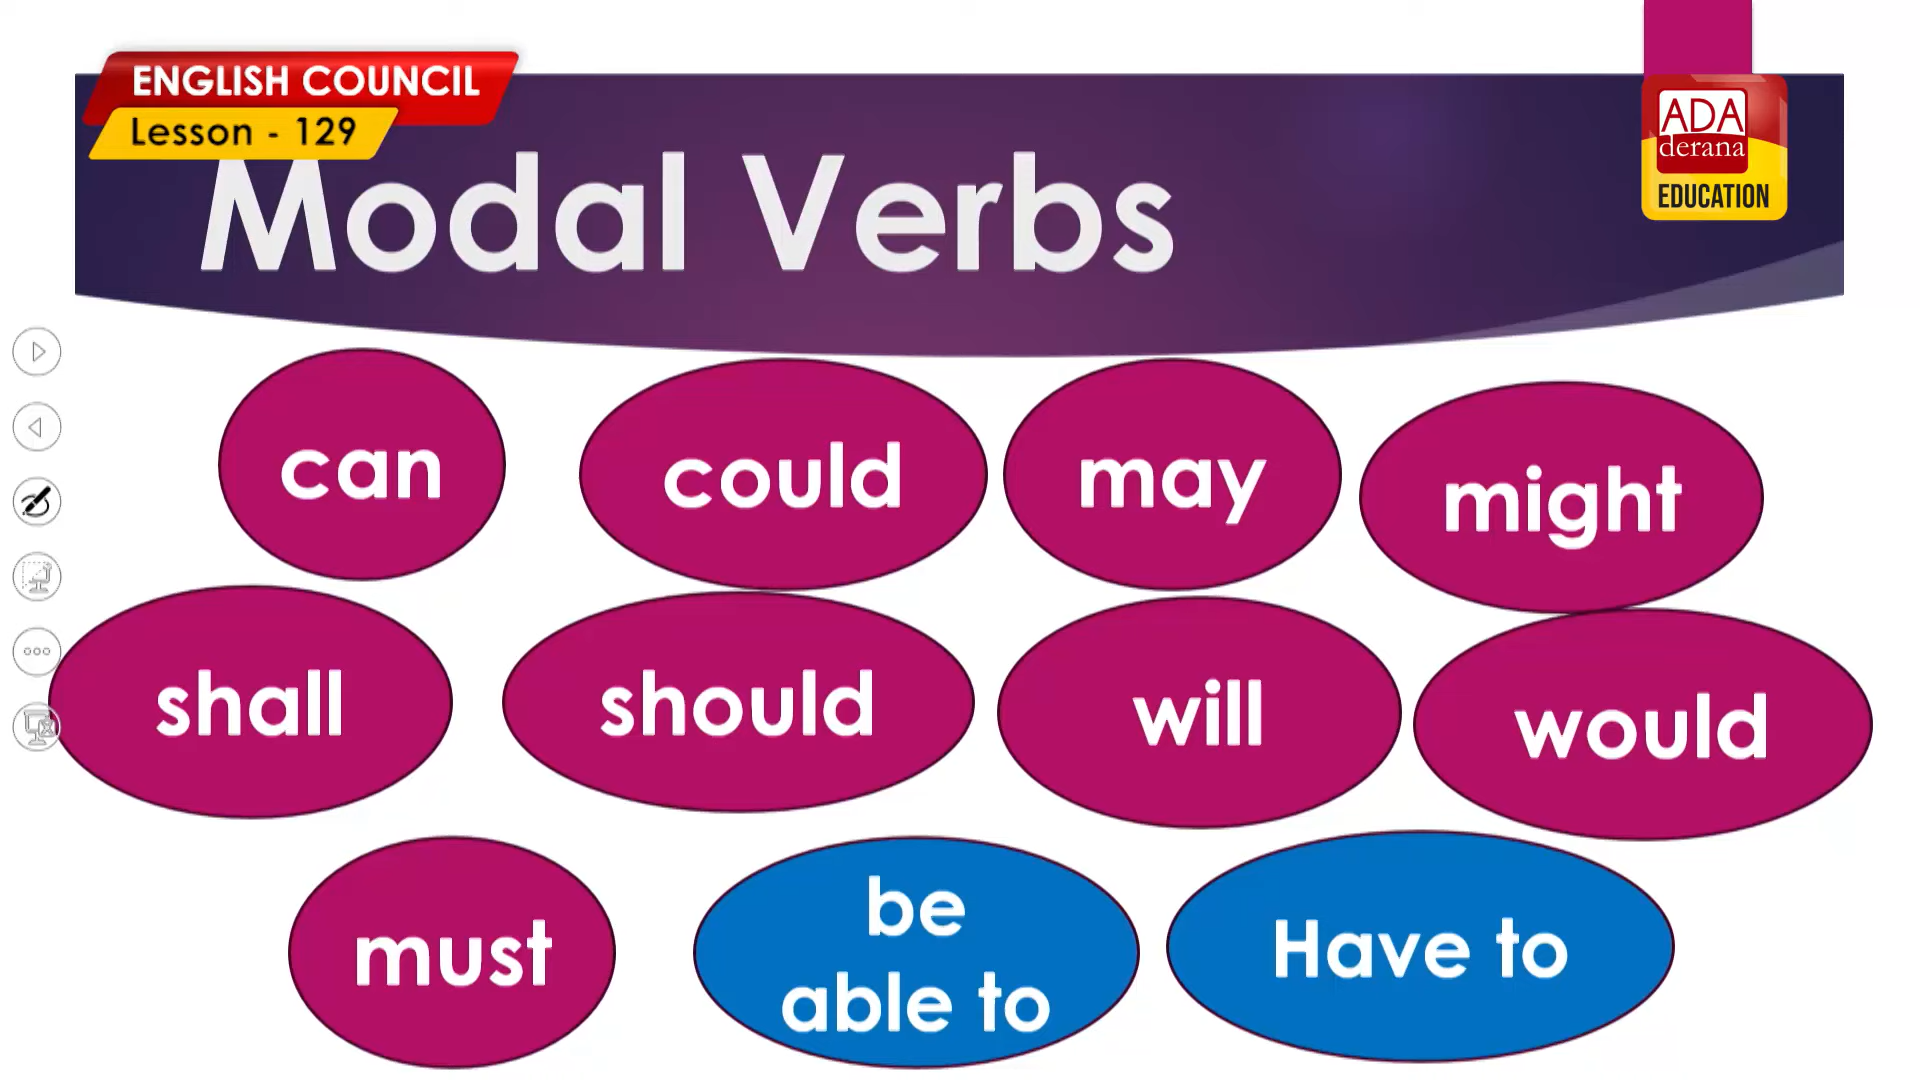 ENGLISH COUNCIL
Lesson - 129
ADA
derana
EDUCATION
Modal Verbs
can
could
may
might
shall
should
will
would
must
be
able to
Have to